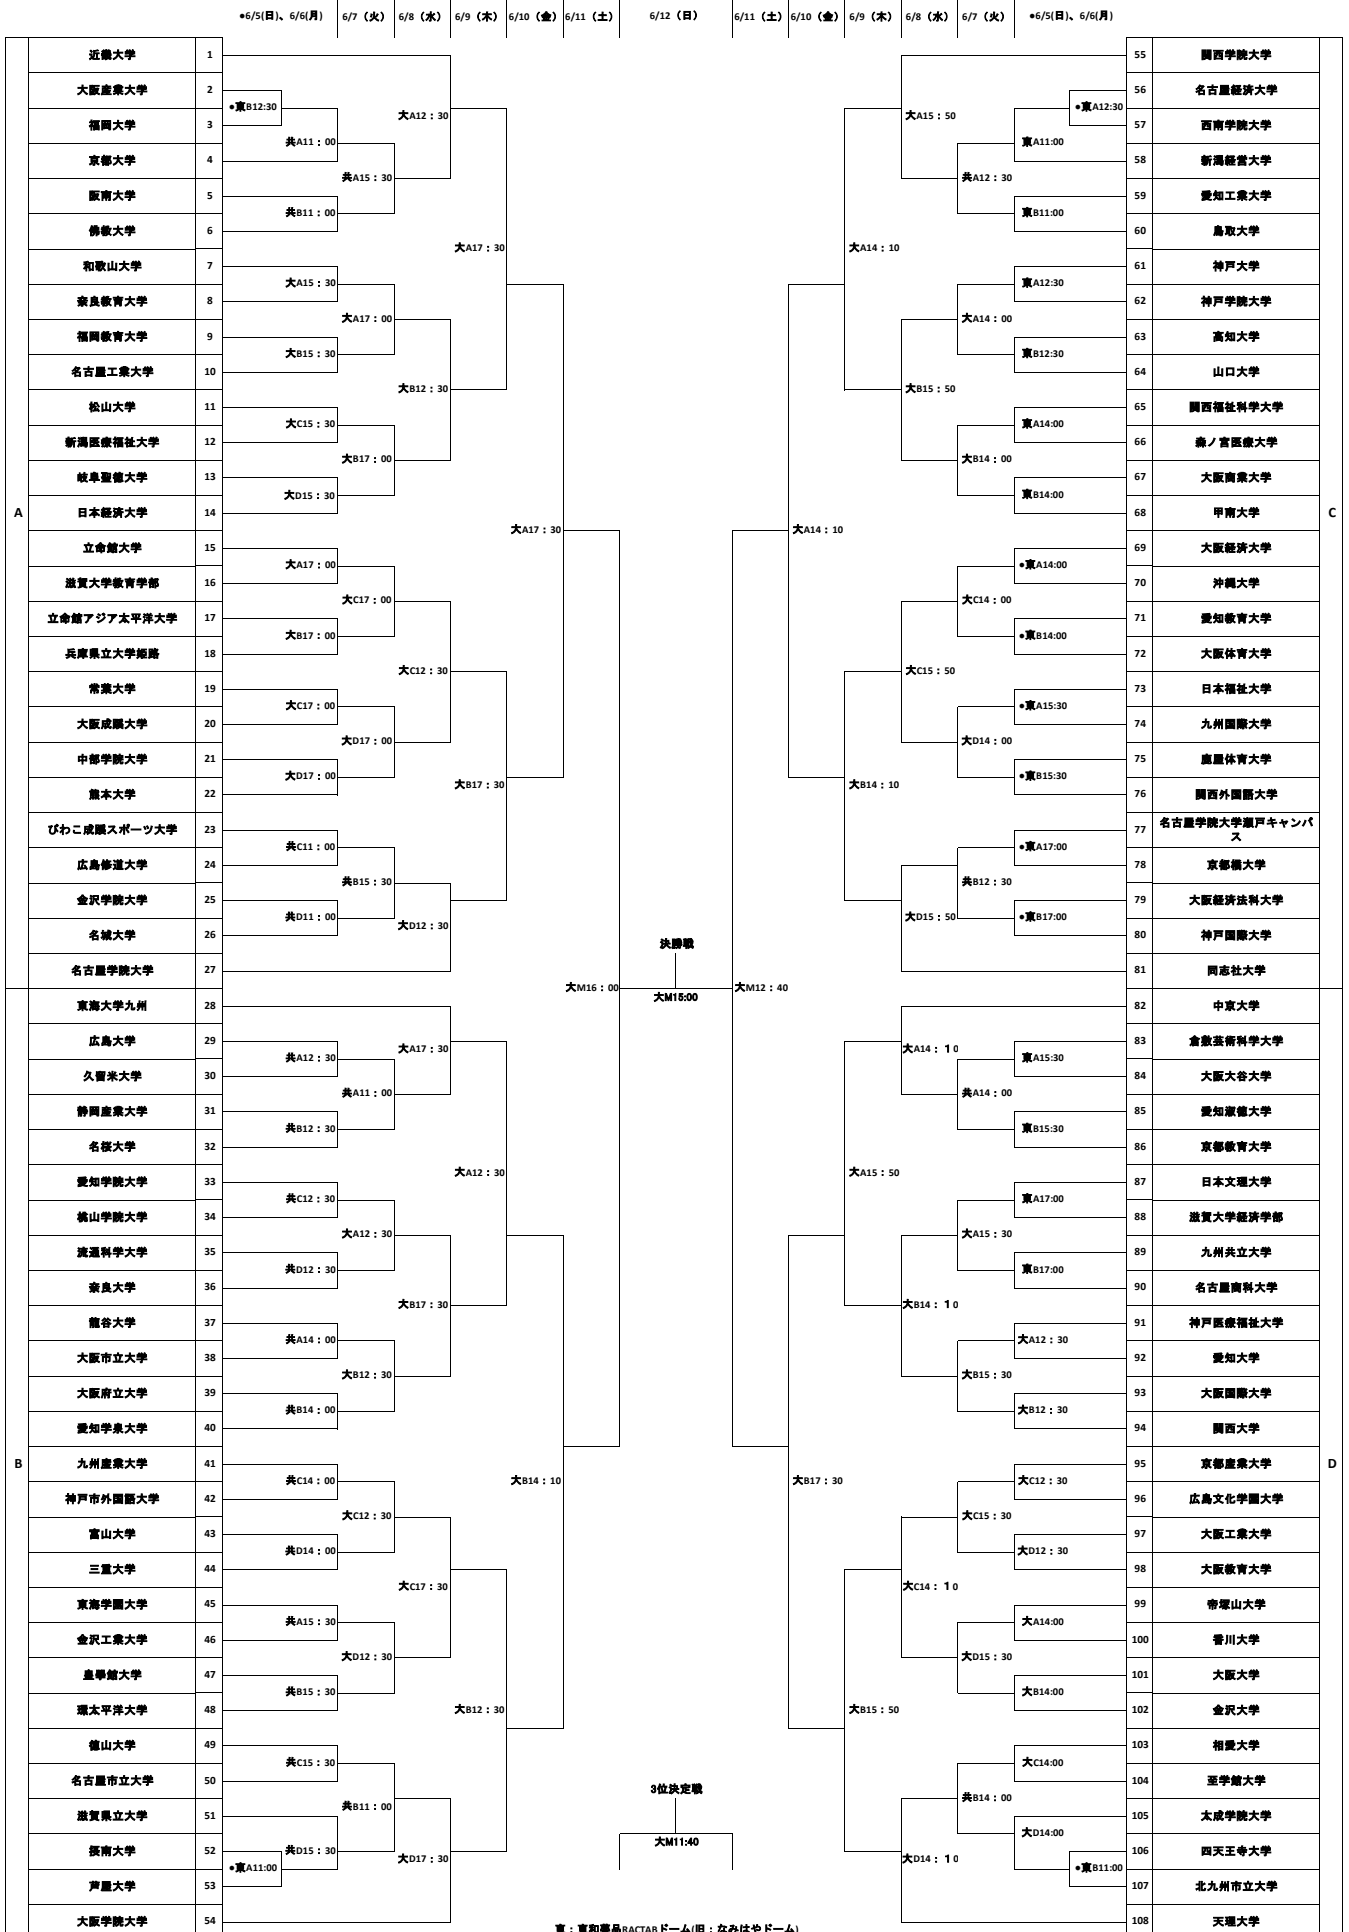 ●6/5(日)、6/6(月) 6/7（火） 6/8（水） 6/9（木） 6/10（金） 6/11（土） 6/12（日） 6/11（土） 6/10（金） 6/9（木） 6/8（水） 6/7（火） ●6/5(日)、6/6(月)
A
近畿大学 1
大阪産業大学 2
●東B12:30
福岡大学 3
共A11：00
京都大学 4
大A12：30
共A15：30
阪南大学 5
共B11：00
佛教大学 6
大A17：30
和歌山大学 7
大A15：30
奈良教育大学 8
大A17：00
福岡教育大学 9
大B15：30
名古屋工業大学 10
大B12：30
松山大学 11
大C15：30
新潟医療福祉大学 12
大B17：00
岐阜聖徳大学 13
大D15：30
日本経済大学 14
大A17：30
立命館大学 15
大A17：00
滋賀大学教育学部 16
大C17：00
立命館アジア太平洋大学 17
大B17：00
兵庫県立大学姫路 18
大C12：30
常葉大学 19
大C17：00
大阪成蹊大学 20
大D17：00
中部学院大学 21
大D17：00
熊本大学 22
大B17：30
びわこ成蹊スポーツ大学 23
共C11：00
広島修道大学 24
共B15：30
金沢学院大学 25
共D11：00
名城大学 26
大D12：30
名古屋学院大学 27
大M16：00
B
東海大学九州 28
広島大学 29
共A12：30
大A17：30
久留米大学 30
共A11：00
静岡産業大学 31
共B12：30
名桜大学 32
大A12：30
愛知学院大学 33
共C12：30
桃山学院大学 34
大A12：30
流通科学大学 35
共D12：30
奈良大学 36
大B17：30
龍谷大学 37
共A14：00
大阪市立大学 38
大B12：30
大阪府立大学 39
共B14：00
愛知学泉大学 40
九州産業大学 41
共C14：00
大B14：10
神戸市外国語大学 42
大C12：30
富山大学 43
共D14：00
三重大学 44
大C17：30
東海学園大学 45
共A15：30
金沢工業大学 46
大D12：30
皇學館大学 47
共B15：30
環太平洋大学 48
大B12：30
徳山大学 49
共C15：30
名古屋市立大学 50
共B11：00
滋賀県立大学 51
摂南大学 52
共D15：30
●東A11:00
大D17：30
芦屋大学 53
大阪学院大学 54
決勝戦
大M15:00
3位決定戦
大M11:40
C
55 関西学院大学
56 名古屋経済大学
●東A12:30
57 西南学院大学
大A15：50
東A11:00
58 新潟経営大学
共A12：30
59 愛知工業大学
東B11:00
60 鳥取大学
大A14：10
61 神戸大学
東A12:30
62 神戸学院大学
大A14：00
63 高知大学
東B12:30
64 山口大学
大B15：50
65 関西福祉科学大学
東A14:00
66 森ノ宮医療大学
大B14：00
67 大阪商業大学
東B14:00
68 甲南大学
大A14：10
69 大阪経済大学
●東A14:00
70 沖縄大学
大C14：00
71 愛知教育大学
●東B14:00
72 大阪体育大学
大C15：50
73 日本福祉大学
●東A15:30
74 九州国際大学
大D14：00
75 鹿屋体育大学
●東B15:30
76 関西外国語大学
大B14：10
77 名古屋学院大学瀬戸キャンパ
ス
●東A17:00
78 京都橘大学
共B12：30
79 大阪経済法科大学
●東B17:00
大D15：50
80 神戸国際大学
81 同志社大学
大M12：40
D
82 中京大学
83 倉敷芸術科学大学
大A14：１0
東A15:30
84 大阪大谷大学
共A14：00
85 愛知淑徳大学
東B15:30
86 京都教育大学
大A15：50
87 日本文理大学
東A17:00
88 滋賀大学経済学部
大A15：30
89 九州共立大学
東B17:00
90 名古屋商科大学
大B14：１0
91 神戸医療福祉大学
大A12：30
92 愛知大学
大B15：30
93 大阪国際大学
大B12：30
94 関西大学
95 京都産業大学
大C12：30
大B17：30
96 広島文化学園大学
大C15：30
97 大阪工業大学
大D12：30
98 大阪教育大学
大C14：１0
99 帝塚山大学
大A14:00
100 香川大学
大D15：30
101 大阪大学
大B14:00
102 金沢大学
大B15：50
103 相愛大学
大C14:00
104 至学館大学
共B14：00
105 太成学院大学
大D14:00
106 四天王寺大学
●東B11:00
大D14：１0
107 北九州市立大学
108 天理大学
東：東和薬品RACTABドーム(旧：なみはやドーム)